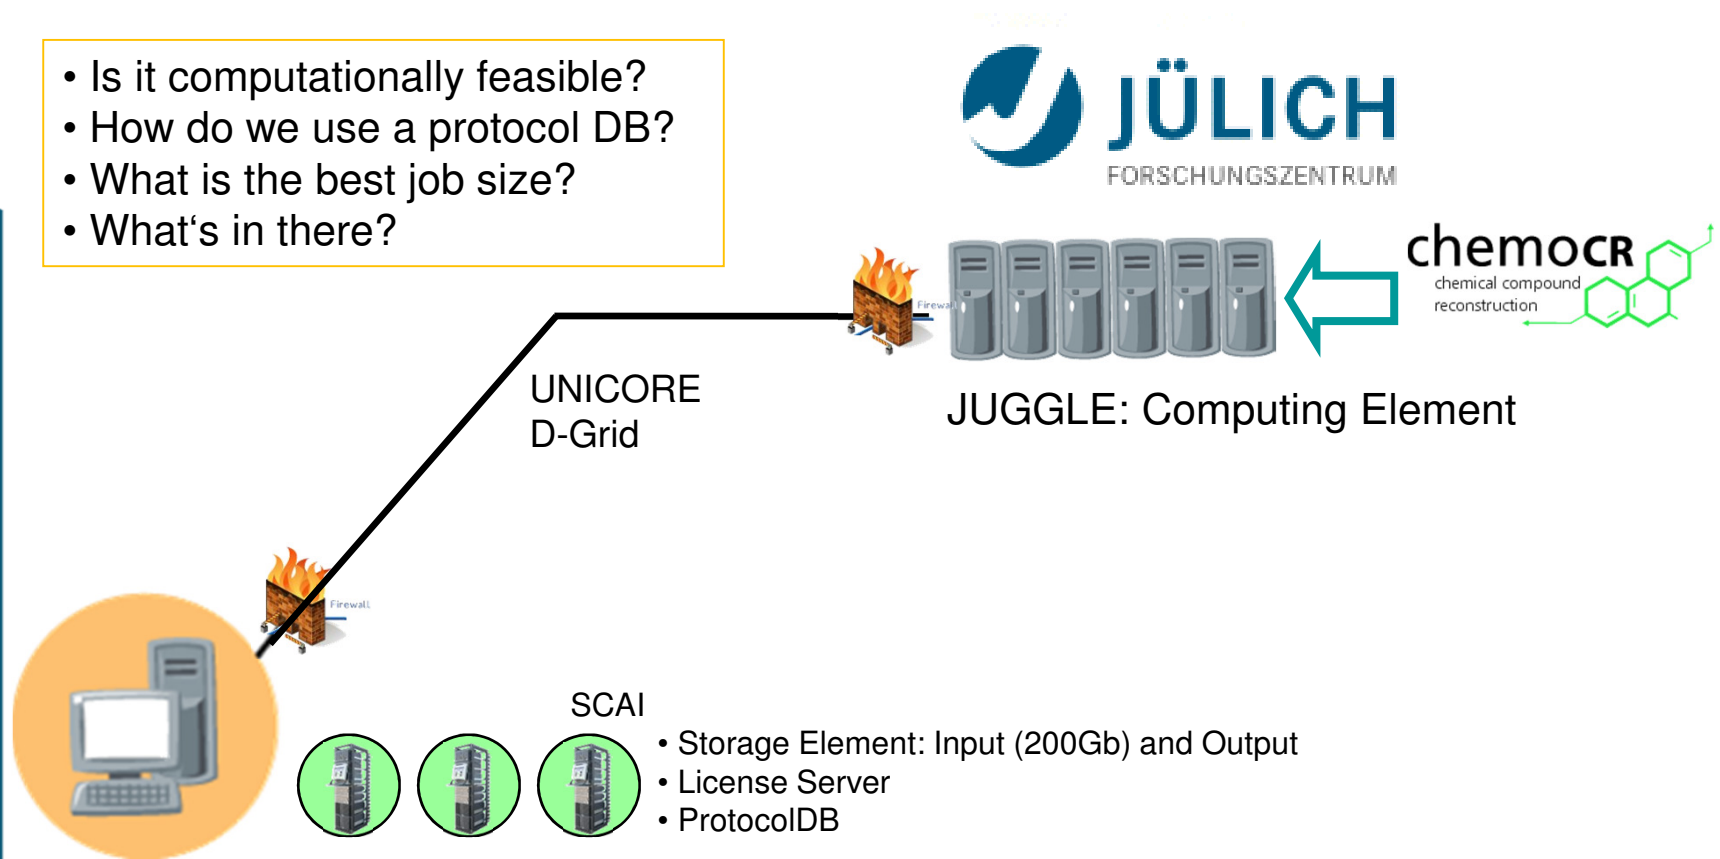 • Is it computationally feasible?
• How do we use a protocol DB?
• What is the best job size?
• What‘s in there?
JÜLICH
FORSCHUNGSZENTRUM
chemoCR
chemical compound
reconstruction
Firewall
JUGGLE: Computing Element
UNICORE
D-Grid
Firewall
SCAI
• Storage Element: Input (200Gb) and Output
• License Server
• ProtocolDB